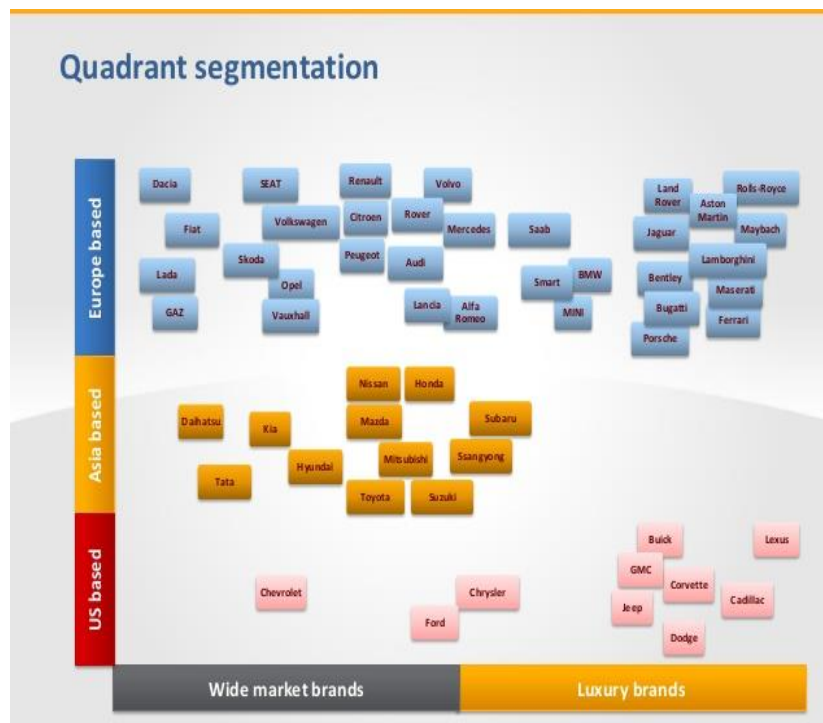 Quadrant segmentation
Europe based
Dacia
SEAT
Renault
Volvo
Land
Rover
Rolls-Royce
Aston
Martin
Fiat
Volkswagen
Citroen
Rover
Mercedes
Saab
Jaguar
Maybach
Skoda
Peugeot
Audi
Lamborghini
Lada
Opel
Smart
BMW
Bentley
Maserati
GAZ
Vauxhall
Lancia
Alfa
Romeo
MINI
Bugatti
Ferrari
Porsche
Asia based
Nissan
Honda
Daihatsu
Kia
Mazda
Subaru
Hyundai
Mitsubishi
Ssangyong
Tata
Toyota
Suzuki
US based
Buick
Lexus
GMC
Corvette
Chevrolet
Chrysler
Jeep
Cadillac
Ford
Dodge
Wide market brands
Luxury brands